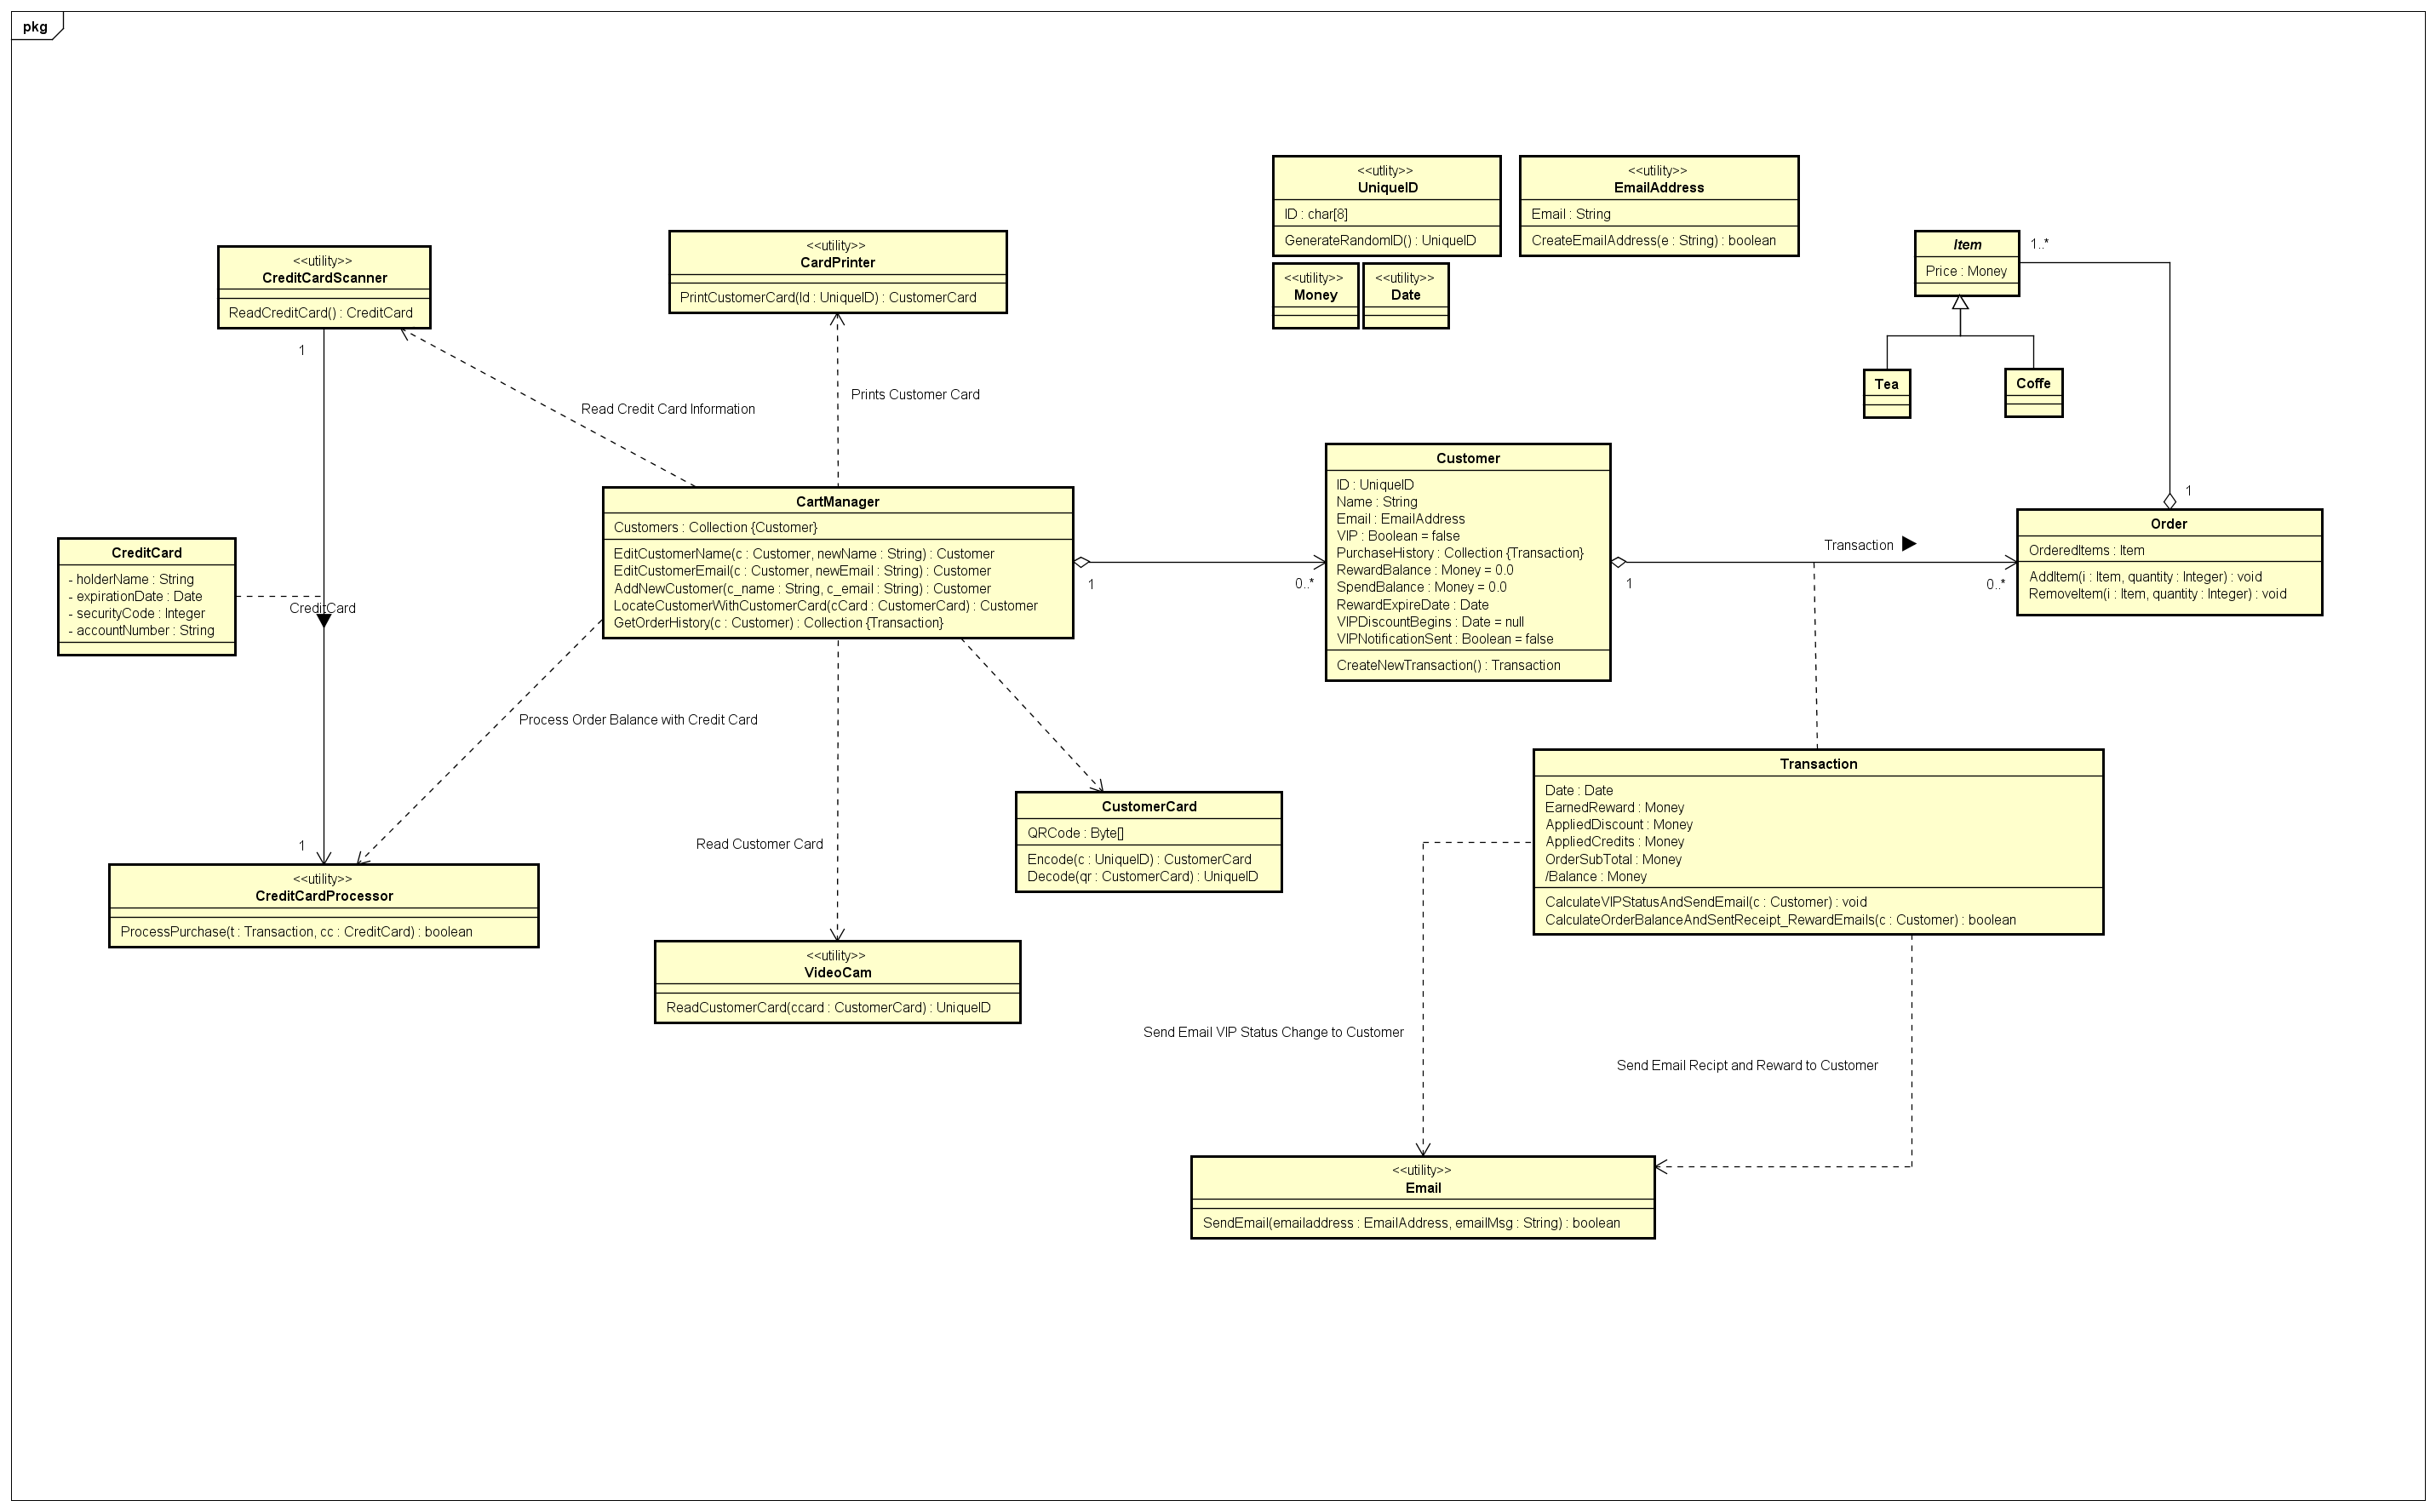 pkg
<<utlity>>
UniqueID
ID : char[8]
GenerateRandomID() : UniqueID
<<utility>>
EmailAddress
Email : String
CreateEmailAddress(e : String) : boolean
<<utility>>
Money
<<utility>>
Date
<<utility>>
CreditCardScanner
ReadCreditCard() : CreditCard
<<utility>>
CardPrinter
PrintCustomerCard(Id : UniqueID) : CustomerCard
Item
Price : Money
1..*
Tea
Coffe
1
Read Credit Card Information
Prints Customer Card
CartManager
Customers : Collection {Customer}
EditCustomerName(c : Customer, newName : String) : Customer
EditCustomerEmail(c : Customer, newEmail : String) : Customer
AddNewCustomer(c_name : String, c_email : String) : Customer
LocateCustomerWithCustomerCard(cCard : CustomerCard) : Customer
GetOrderHistory(c : Customer) : Collection {Transaction}
1
0..*
Customer
ID : UniqueID
Name : String
Email : EmailAddress
VIP : Boolean = false
PurchaseHistory : Collection {Transaction}
RewardBalance : Money = 0.0
SpendBalance : Money = 0.0
RewardExpireDate : Date
VIPDiscountBegins : Date = null
VIPNotificationSent : Boolean = false
CreateNewTransaction() : Transaction
1
Transaction
0..*
1
Order
OrderedItems : Item
AddItem(i : Item, quantity : Integer) : void
RemoveItem(i : Item, quantity : Integer) : void
CreditCard
- holderName : String
- expirationDate : Date
- securityCode : Integer
- accountNumber : String
CreditCard
Process Order Balance with Credit Card
1
<<utility>>
CreditCardProcessor
ProcessPurchase(t : Transaction, cc : CreditCard) : boolean
Read Customer Card
CustomerCard
QRCode : Byte[]
Encode(c : UniqueID) : CustomerCard
Decode(qr : CustomerCard) : UniqueID
<<utility>>
VideoCam
ReadCustomerCard(ccard : CustomerCard) : UniqueID
Transaction
Date : Date
EarnedReward : Money
AppliedDiscount : Money
AppliedCredits : Money
OrderSubTotal : Money
/Balance : Money
CalculateVIPStatusAndSendEmail(c : Customer) : void
CalculateOrderBalanceAndSentReceipt_RewardEmails(c : Customer) : boolean
Send Email VIP Status Change to Customer
Send Email Recipt and Reward to Customer
<<utility>>
Email
SendEmail(emailaddress : EmailAddress, emailMsg : String) : boolean